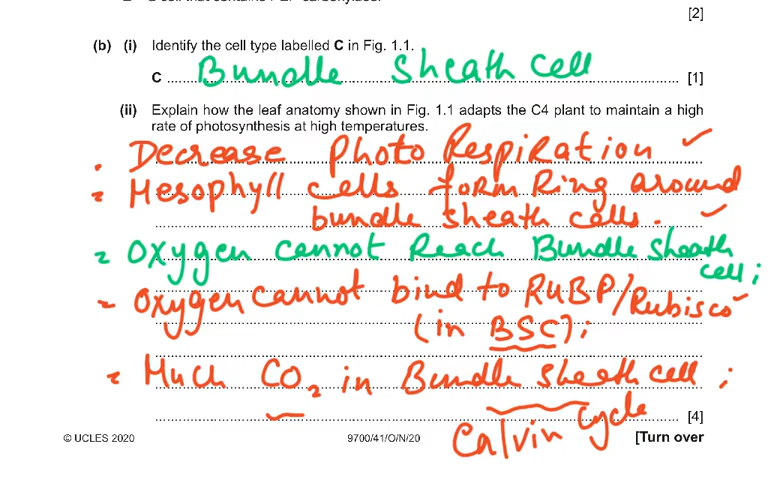 [2]
(b) (i) Identify the cell type labelled C in Fig. 1.1.
C Bundle Sheath cell [1]
(ii) Explain how the leaf anatomy shown in Fig. 1.1 adapts the C4 plant to maintain a high
rate of photosynthesis at high temperatures.
Decrease Photo Respiration ✓
Mesophyll cells form Ring around
bundle sheath cells. ✓
Oxygen cannot Reach Bundle Sheath
cell;
Oxygen cannot bind to RuBP/Rubisco
(in BSC);
Much CO₂ in Bundle Sheath cell;
Calvin Cycle
[4]
© UCLES 2020 9700/41/O/N/20 [Turn over